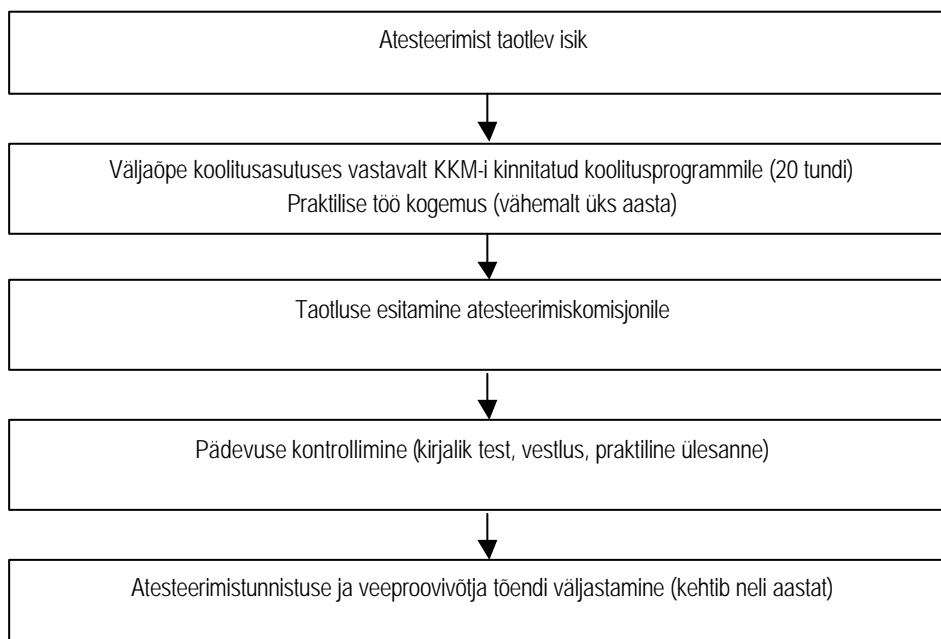 Atesteerimist taotlev isik
Väljaõpe koolitusasutuses vastavalt KKM-i kinnitatud koolitusprogrammile (20 tundi)
Praktilise töö kogemus (vähemalt üks aasta)
Taotluse esitamine atesteerimiskomisjonile
Pädevuse kontrollimine (kirjalik test, vestlus, praktiline ülesanne)
Atesteerimistunnistuse ja veeproovivõtja tõendi väljastamine (kehtib neli aastat)